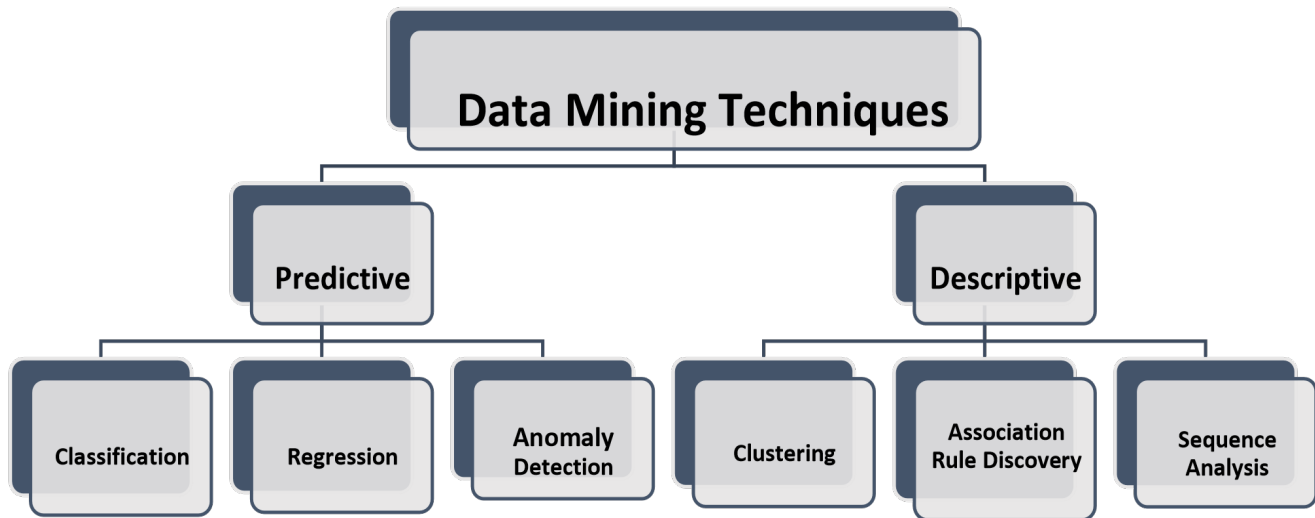 Data Mining Techniques
Predictive
Descriptive
Classification
Regression
Anomaly
Detection
Clustering
Association
Rule Discovery
Sequence
Analysis